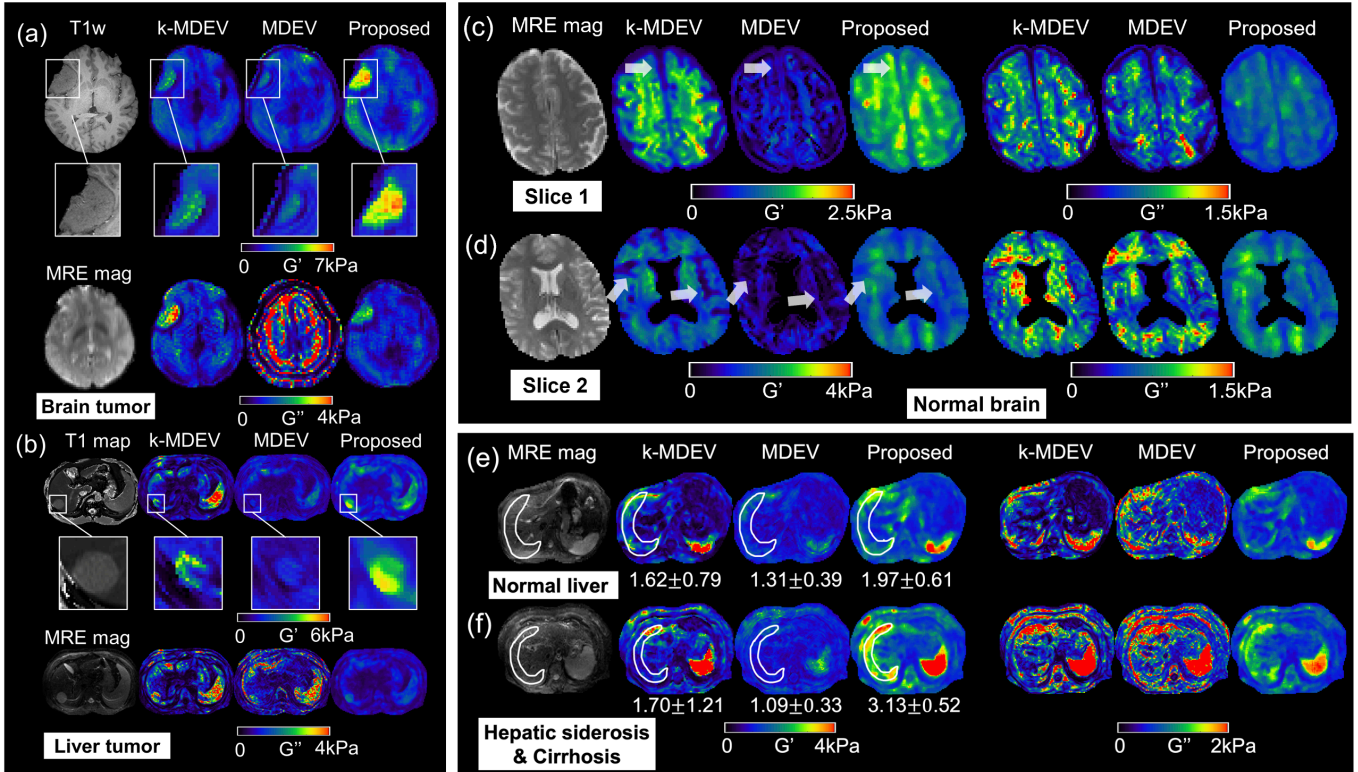 (a)
T1w k-MDEV MDEV Proposed
0 G' 7kPa
MRE mag
0 G'' 4kPa
Brain tumor
(b)
T1 map k-MDEV MDEV Proposed
0 G' 6kPa
MRE mag
0 G'' 4kPa
Liver tumor
(c)
MRE mag k-MDEV MDEV Proposed k-MDEV MDEV Proposed
Slice 1
0 G' 2.5kPa
0 G'' 1.5kPa
(d)
Slice 2
0 G' 4kPa
0 G'' 1.5kPa
Normal brain
(e)
MRE mag k-MDEV MDEV Proposed k-MDEV MDEV Proposed
Normal liver
1.62±0.79 1.31±0.39 1.97±0.61
(f)
1.70±1.21 1.09±0.33 3.13±0.52
Hepatic siderosis
& Cirrhosis
0 G' 4kPa
0 G'' 2kPa